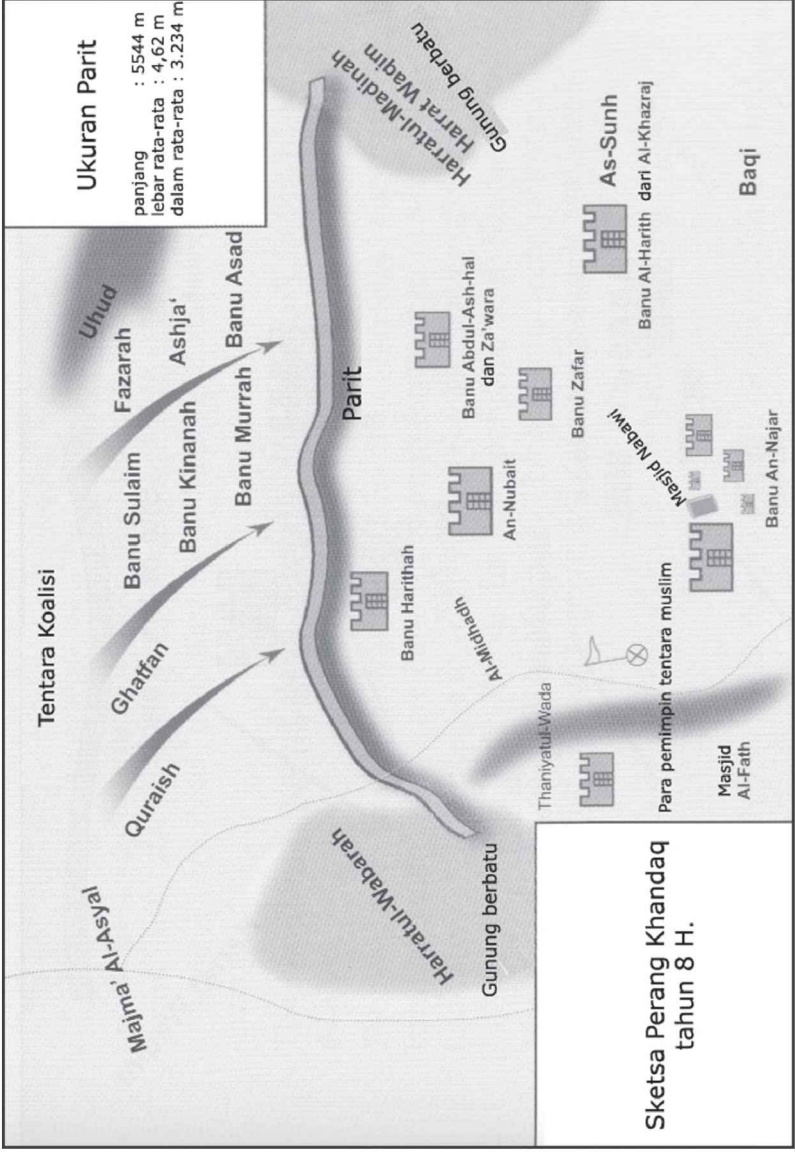 Ukuran Parit
panjang : 5544 m
lebar rata-rata : 4,62 m
dalam rata-rata : 3.234 m
Tentara Koalisi
Uhud
Fazarah
Ashja'
Banu Asad
Banu Sulaim
Banu Kinanah
Banu Murrah
Ghatfan
Quraish
Majma' Al-Asyal
Harratul-Madinah
Harrat Waqim
Gunung berbatu
Parit
Harratul-Wabarah
Gunung berbatu
Banu Harithah
Banu Abdul-Ash-hal
dan Za'wara
An-Nubait
Banu Zafar
As-Sunh
Banu Al-Harith dari Al-Khazraj
Baqi
Al-Midhadh
Masjid Nabawi
Banu An-Najar
Thaniyatul-Wada
Para pemimpin tentara muslim
Masjid
Al-Fath
Sketsa Perang Khandaq
tahun 8 H.